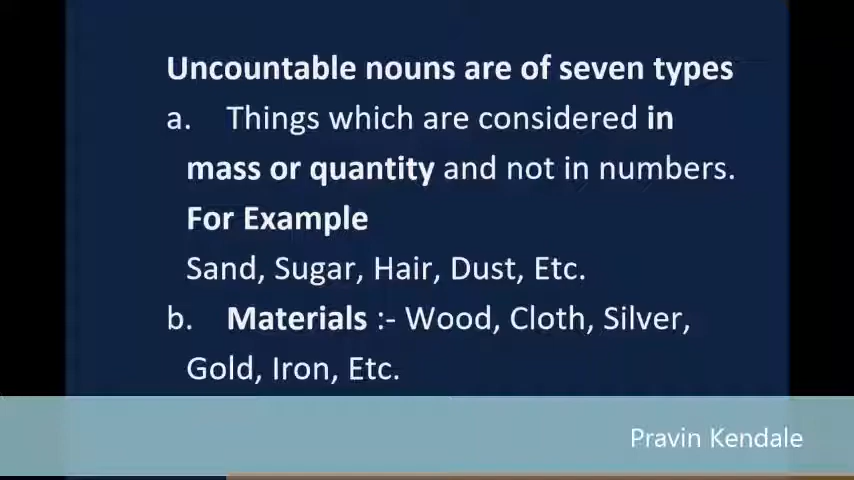 Uncountable nouns are of seven types
a. Things which are considered in
mass or quantity and not in numbers.
For Example
Sand, Sugar, Hair, Dust, Etc.
b. Materials :- Wood, Cloth, Silver,
Gold, Iron, Etc.
Pravin Kendale